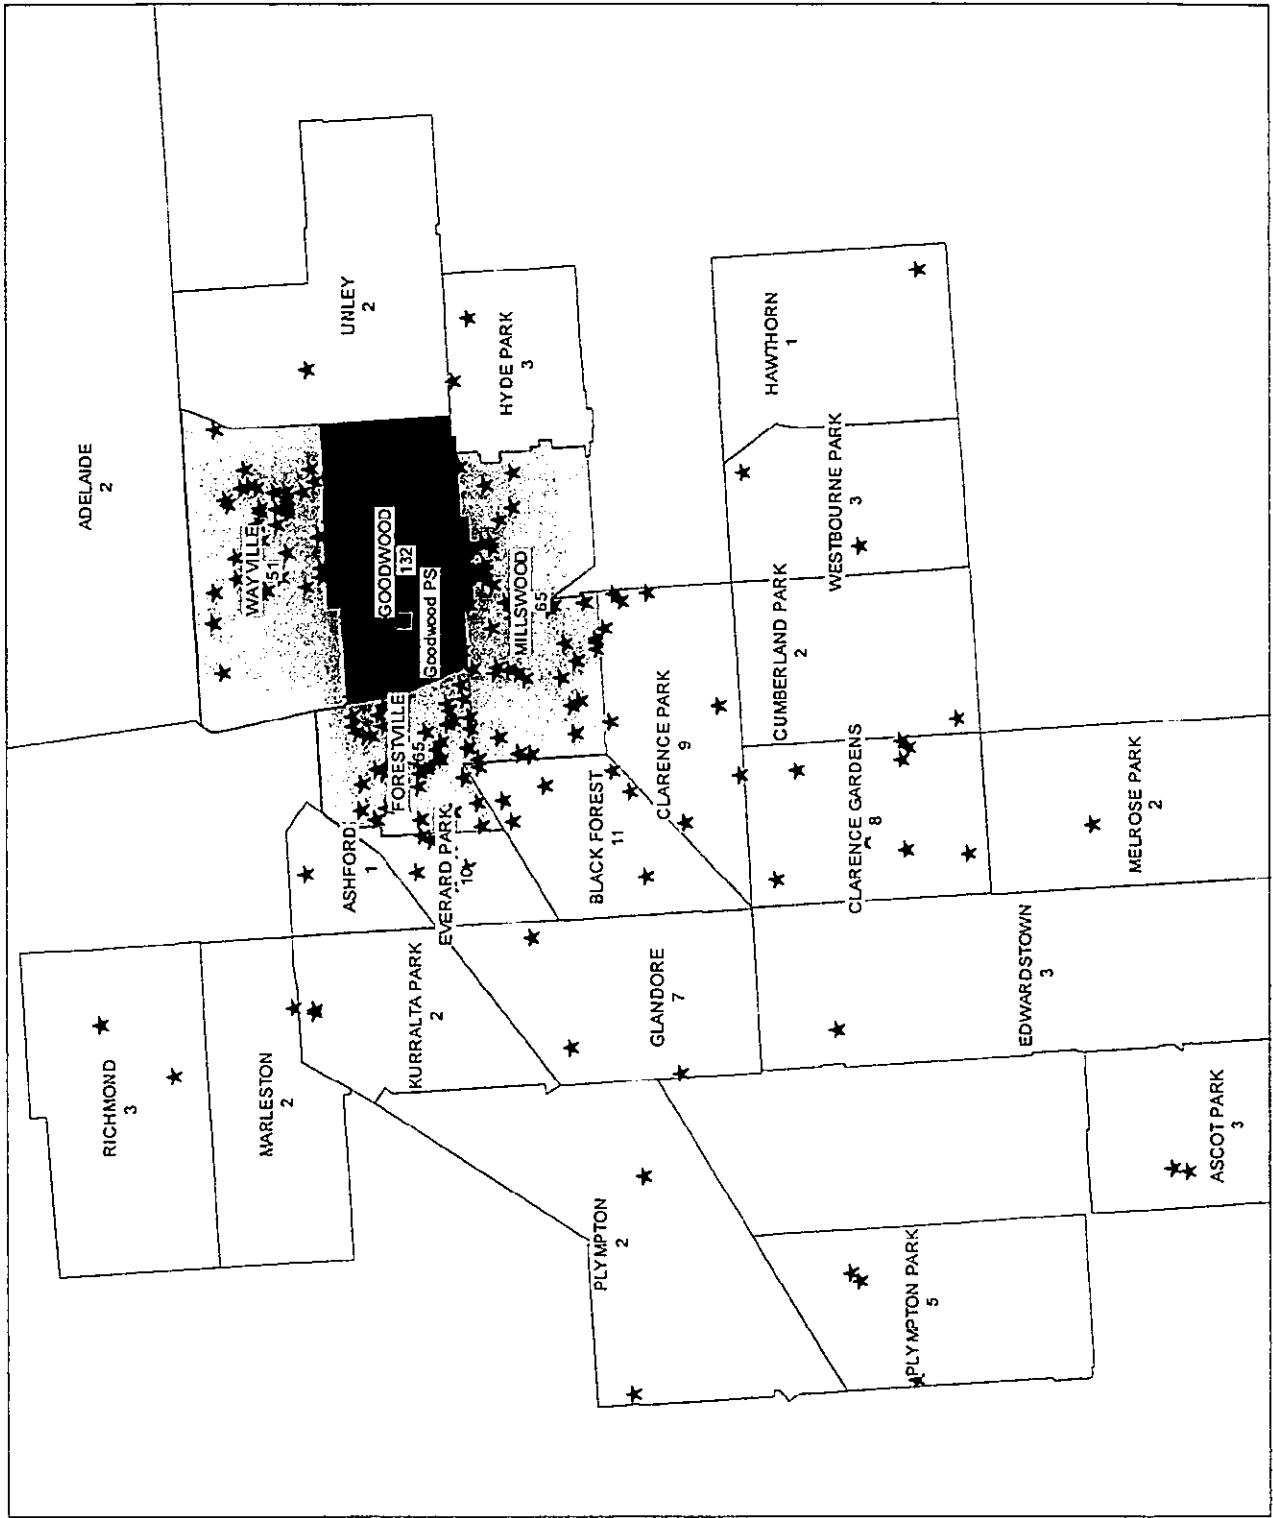 ADELAIDE
2
UNLEY
2
WAYVILLE
51
GOODWOOD
132
Goodwood PS
HYDE PARK
3
MILLSWOOD
65
FORESTVILLE
65
HAWTHORN
1
WESTBOURNE PARK
3
CUMBERLAND PARK
2
CLARENCE PARK
9
CLARENCE GARDENS
8
BLACK FOREST
11
ASHFORD
1
EVERARD PARK
10
MELROSE PARK
2
RICHMOND
3
MARLESTON
2
KURRALTA PARK
2
GLANDORE
7
EDWARDSTOWN
3
PLYMPTON
2
PLYMPTON PARK
5
ASCOT PARK
3